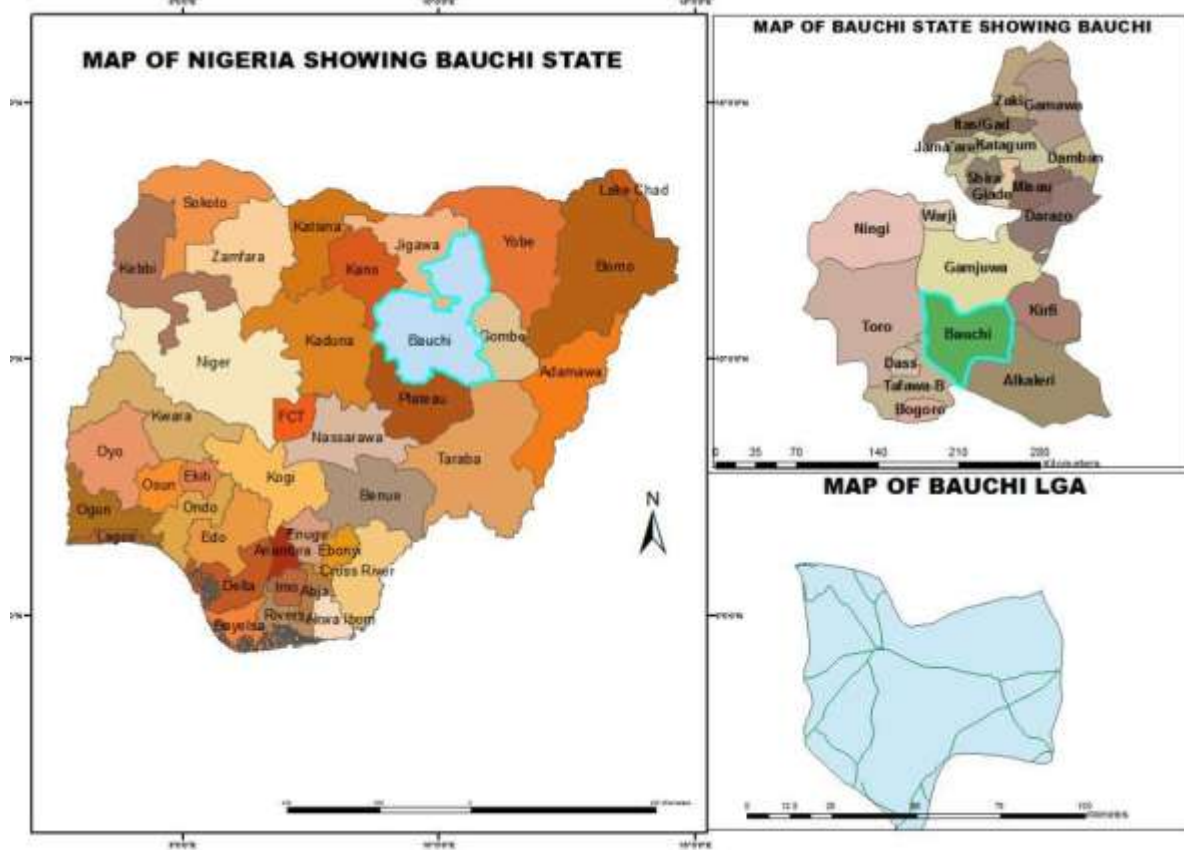 MAP OF NIGERIA SHOWING BAUCHI STATE
Sokoto
Katsina
Lake Chad
Kebbi
Zamfara
Kano
Jigawa
Yobe
Borno
Kaduna
Bauchi
Gombe
Niger
Adamawa
FCT
Plateau
Kwara
Nassarawa
Taraba
Oyo
Osun
Ekiti
Kogi
Benue
Ogun
Ondo
Lagos
Edo
Enugu
Anambra
Ebonyi
Cross River
Delta
Imo
Abia
Bayelsa
Rivers
Akwa Ibom
N
MAP OF BAUCHI STATE SHOWING BAUCHI
Zaki
Gamawa
Itas/Gad
Jama'are
Katagum
Damban
Shira
Giade
Misau
Warji
Darazo
Ningi
Gamjuwa
Toro
Bauchi
Kirfi
Dass
Alkaleri
Tafawa-B
Bogoro
0 35 70 140 210 280
Kilometers
MAP OF BAUCHI LGA
0 12.5 25 50 75 100
Kilometers